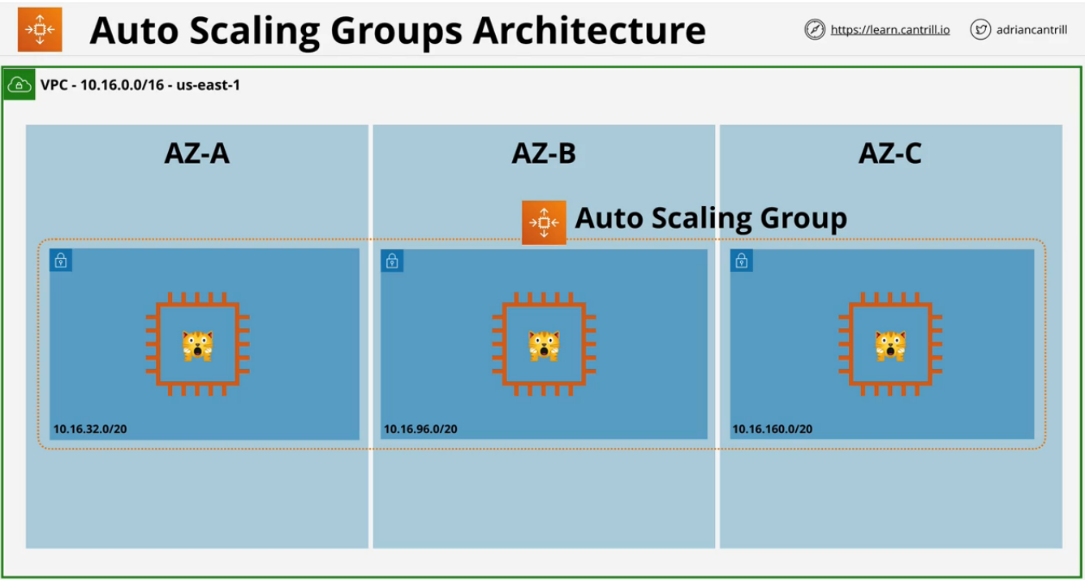 Auto Scaling Groups Architecture
https://learn.cantrill.io
adriancantrill
VPC - 10.16.0.0/16 - us-east-1
AZ-A
AZ-B
AZ-C
Auto Scaling Group
10.16.32.0/20
10.16.96.0/20
10.16.160.0/20